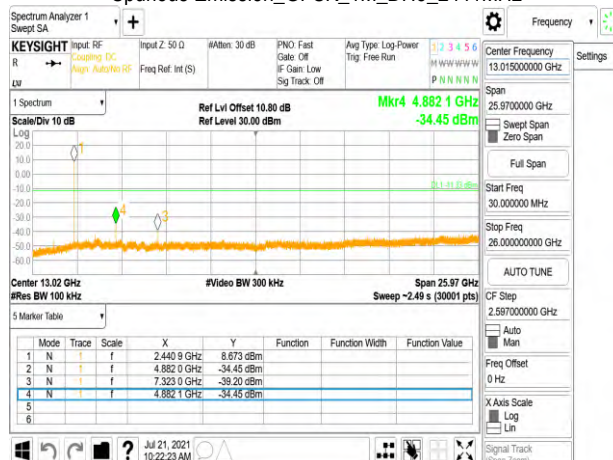 Spectrum Analyzer 1
Swept SA
+
Frequency
KEYSIGHT
R
Input: RF
Coupling: DC
Align: Auto/No RF
Input Z: 50 Ω
Freq Ref: Int (S)
#Atten: 30 dB
PNO: Fast
Gate: Off
IF Gain: Low
Sig Track: Off
Avg Type: Log-Power
Trig: Free Run
1 2 3 4 5 6
M W W W W W
P N N N N N
1 Spectrum
Scale/Div 10 dB
Log
Ref Lvl Offset 10.80 dB
Ref Level 30.00 dBm
Mkr4 4.882 1 GHz
-34.45 dBm
20.0
10.0
0.00
-10.0
-20.0
-30.0
-40.0
-50.0
-60.0
1
4
3
Center 13.02 GHz
#Res BW 100 kHz
#Video BW 300 kHz
Span 25.97 GHz
Sweep ~2.49 s (30001 pts)
5 Marker Table
Mode Trace Scale X Y Function Function Width Function Value
1 N 1 f 2.440 9 GHz 8.673 dBm
2 N 1 f 4.882 0 GHz -34.45 dBm
3 N 1 f 7.323 0 GHz -39.20 dBm
4 N 1 f 4.882 1 GHz -34.45 dBm
5
6
?
Jul 21, 2021
10:22:23 AM
Center Frequency
13.015000000 GHz
Settings
Span
25.9700000 GHz
Swept Span
Zero Span
Full Span
Start Freq
30.000000 MHz
Stop Freq
26.000000000 GHz
AUTO TUNE
CF Step
2.597000000 GHz
Auto
Man
Freq Offset
0 Hz
X Axis Scale
Log
Lin
Signal Track